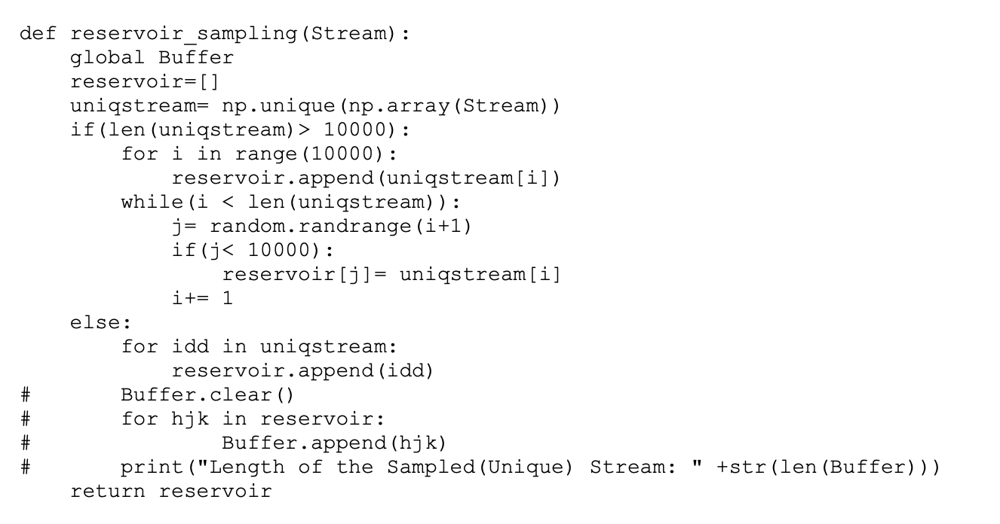 def reservoir_sampling(Stream):
    global Buffer
    reservoir=[]
    uniqstream= np.unique(np.array(Stream))
    if(len(uniqstream)> 10000):
        for i in range(10000):
            reservoir.append(uniqstream[i])
        while(i < len(uniqstream)):
            j= random.randrange(i+1)
            if(j< 10000):
                reservoir[j]= uniqstream[i]
            i+= 1
    else:
        for idd in uniqstream:
            reservoir.append(idd)
#       Buffer.clear()
#       for hjk in reservoir:
#               Buffer.append(hjk)
#       print("Length of the Sampled(Unique) Stream: " +str(len(Buffer)))
    return reservoir